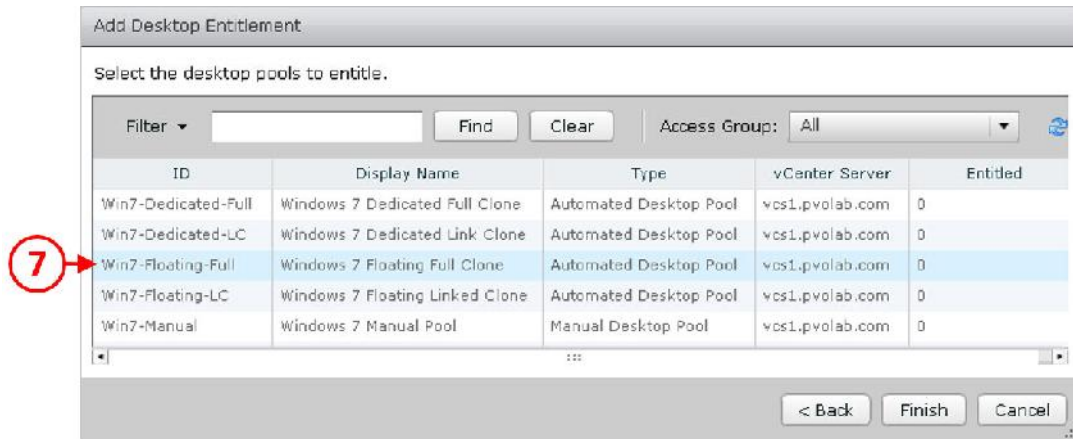 Add Desktop Entitlement
Select the desktop pools to entitle.
Filter Find Clear Access Group: All
ID Display Name Type vCenter Server Entitled
Win7-Dedicated-Full Windows 7 Dedicated Full Clone Automated Desktop Pool vcs1.pvolab.com 0
Win7-Dedicated-LC Windows 7 Dedicated Link Clone Automated Desktop Pool vcs1.pvolab.com 0
7 Win7-Floating-Full Windows 7 Floating Full Clone Automated Desktop Pool vcs1.pvolab.com 0
Win7-Floating-LC Windows 7 Floating Linked Clone Automated Desktop Pool vcs1.pvolab.com 0
Win7-Manual Windows 7 Manual Pool Manual Desktop Pool vcs1.pvolab.com 0
< Back Finish Cancel